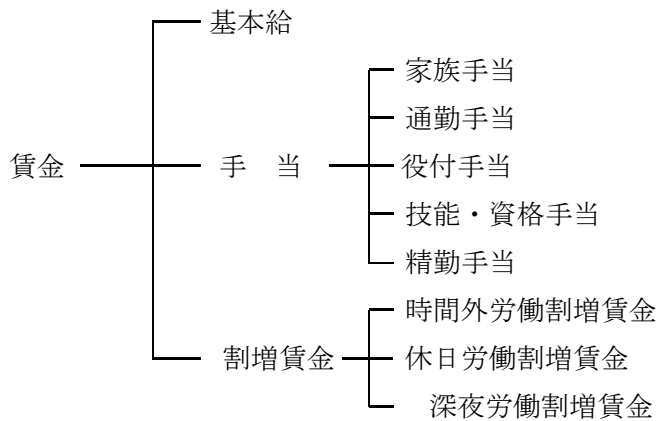 基本給
家族手当
通勤手当
賃金
手　当
役付手当
技能・資格手当
精勤手当
時間外労働割増賃金
割増賃金
休日労働割増賃金
深夜労働割増賃金